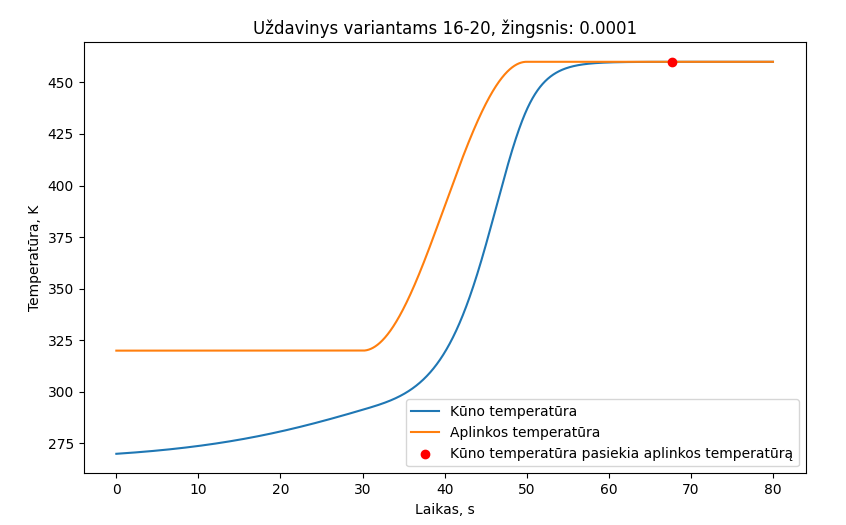 Uždavinys variantams 16-20, žingsnis: 0.0001
Temperatūra, K
450
425
400
375
350
325
300
275
0 10 20 30 40 50 60 70 80
Laikas, s
Kūno temperatūra
Aplinkos temperatūra
Kūno temperatūra pasiekia aplinkos temperatūrą